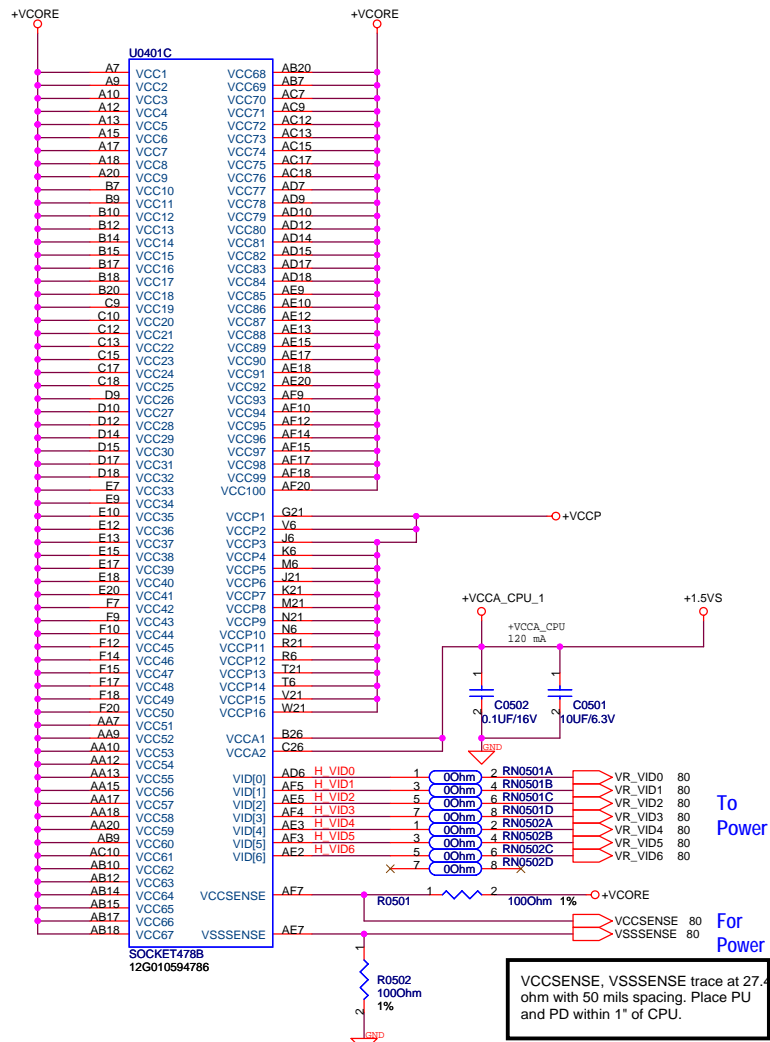 +VCORE +VCORE
U0401C
A7 VCC1 VCC68 AB20
A9 VCC2 VCC69 AB7
A10 VCC3 VCC70 AC7
A12 VCC4 VCC71 AC9
A13 VCC5 VCC72 AC12
A15 VCC6 VCC73 AC13
A17 VCC7 VCC74 AC15
A18 VCC8 VCC75 AC17
A20 VCC9 VCC76 AC18
B7 VCC10 VCC77 AD7
B9 VCC11 VCC78 AD9
B10 VCC12 VCC79 AD10
B12 VCC13 VCC80 AD12
B14 VCC14 VCC81 AD14
B15 VCC15 VCC82 AD15
B17 VCC16 VCC83 AD17
B18 VCC17 VCC84 AD18
B20 VCC18 VCC85 AE9
C9 VCC19 VCC86 AE10
C10 VCC20 VCC87 AE12
C12 VCC21 VCC88 AE13
C13 VCC22 VCC89 AE15
C15 VCC23 VCC90 AE17
C17 VCC24 VCC91 AE18
C18 VCC25 VCC92 AE20
D9 VCC26 VCC93 AF9
D10 VCC27 VCC94 AF10
D12 VCC28 VCC95 AF12
D14 VCC29 VCC96 AF14
D15 VCC30 VCC97 AF15
D17 VCC31 VCC98 AF17
D18 VCC32 VCC99 AF18
E7 VCC33 VCC100 AF20
E9 VCC34
E10 VCC35 VCCP1 G21 +VCCP
E12 VCC36 VCCP2 V6
E13 VCC37 VCCP3 J6
E15 VCC38 VCCP4 K6
E17 VCC39 VCCP5 M6
E18 VCC40 VCCP6 J21
E20 VCC41 VCCP7 K21
F7 VCC42 VCCP8 M21
F9 VCC43 VCCP9 N21
F10 VCC44 VCCP10 N6
F12 VCC45 VCCP11 R21
F14 VCC46 VCCP12 R6
F15 VCC47 VCCP13 T21
F17 VCC48 VCCP14 T6
F18 VCC49 VCCP15 V21
F20 VCC50 VCCP16 W21
AA7 VCC51
AA9 VCC52 VCCA1 B26
AA10 VCC53 VCCA2 C26
AA12 VCC54
+VCCA_CPU_1 +1.5VS
+VCCA_CPU
120 mA
1 2 C0502 0.1UF/16V
1 2 C0501 10UF/6.3V
GND
AA13 VCC55 VID[0] AD6 H_VID0 1 0Ohm 2 RN0501A VR_VID0 80
AA15 VCC56 VID[1] AF5 H_VID1 3 0Ohm 4 RN0501B VR_VID1 80
AA17 VCC57 VID[2] AE5 H_VID2 5 0Ohm 6 RN0501C VR_VID2 80
AA18 VCC58 VID[3] AF4 H_VID3 7 0Ohm 8 RN0501D VR_VID3 80
AA20 VCC59 VID[4] AE3 H_VID4 1 0Ohm 2 RN0502A VR_VID4 80
AB9 VCC60 VID[5] AF3 H_VID5 3 0Ohm 4 RN0502B VR_VID5 80
AC10 VCC61 VID[6] AE2 H_VID6 5 0Ohm 6 RN0502C VR_VID6 80
AB10 VCC62 7 0Ohm 8 RN0502D
To
Power
AB12 VCC63
AB14 VCC64 VCCSENSE AF7 R0501 1 2 100Ohm 1% +VCORE
AB15 VCC65
AB17 VCC66 VCCSENSE 80
AB18 VCC67 VSSSENSE AE7 VSSSENSE 80
For
Power
SOCKET478B
12G010594786
1 2 R0502
100Ohm
1%
GND
VCCSENSE, VSSSENSE trace at 27.4
ohm with 50 mils spacing. Place PU
and PD within 1" of CPU.